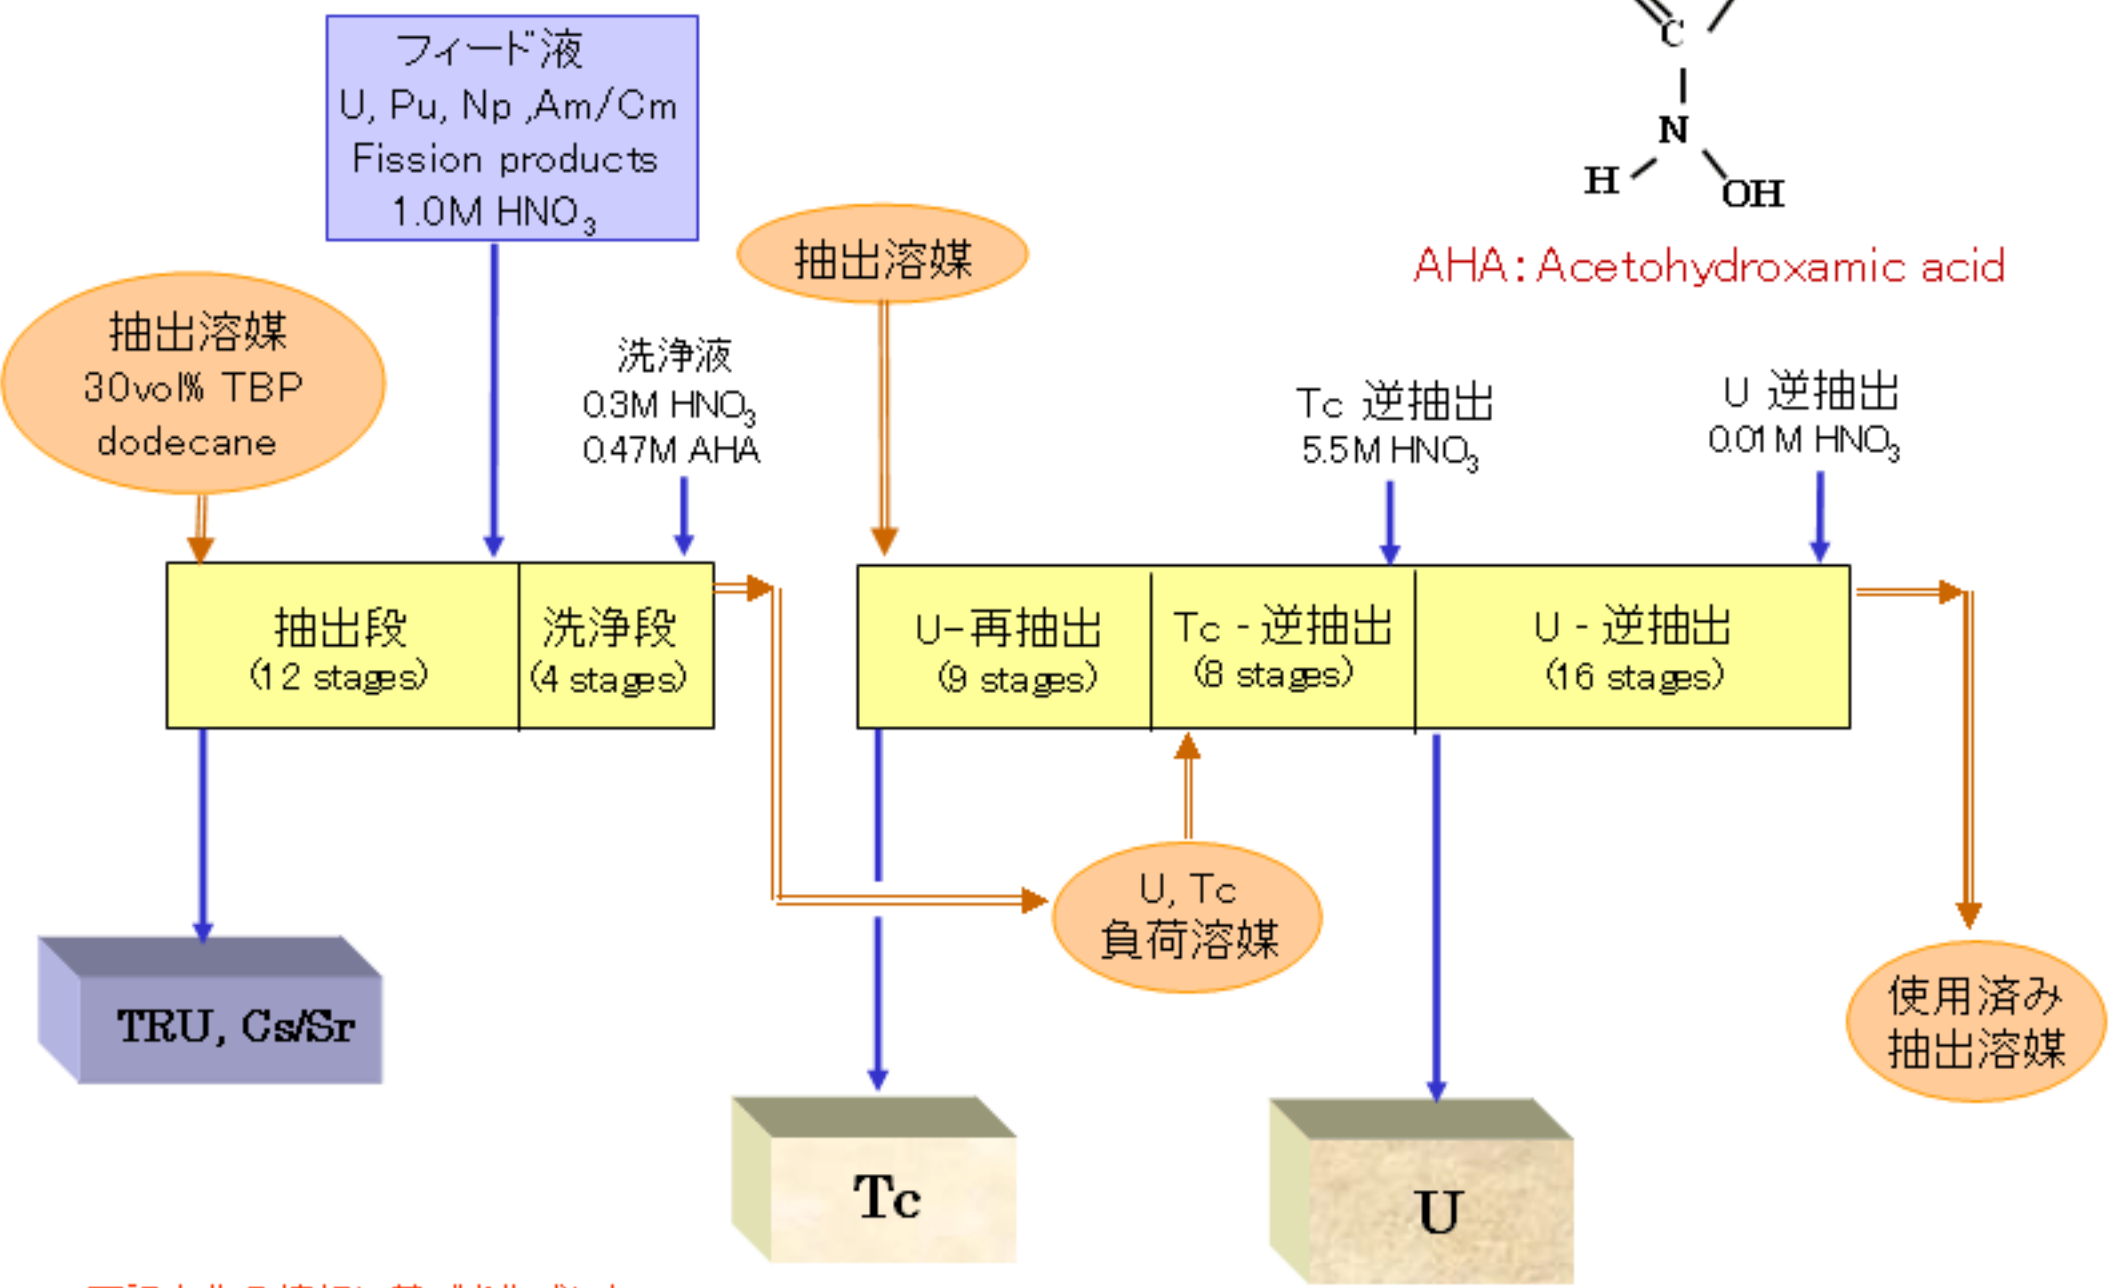 フィード液
U, Pu, Np ,Am/Cm
Fission products
1.0M HNO3
C
N
H
OH
AHA: Acetohydroxamic acid
抽出溶媒
30vol% TBP
dodecane
洗浄液
0.3M HNO3
0.47M AHA
抽出溶媒
Tc 逆抽出
5.5M HNO3
U 逆抽出
0.01M HNO3
抽出段
(12 stages)
洗浄段
(4 stages)
U-再抽出
(9 stages)
Tc - 逆抽出
(8 stages)
U - 逆抽出
(16 stages)
U, Tc
負荷溶媒
TRU, Cs/Sr
Tc
U
使用済み
抽出溶媒